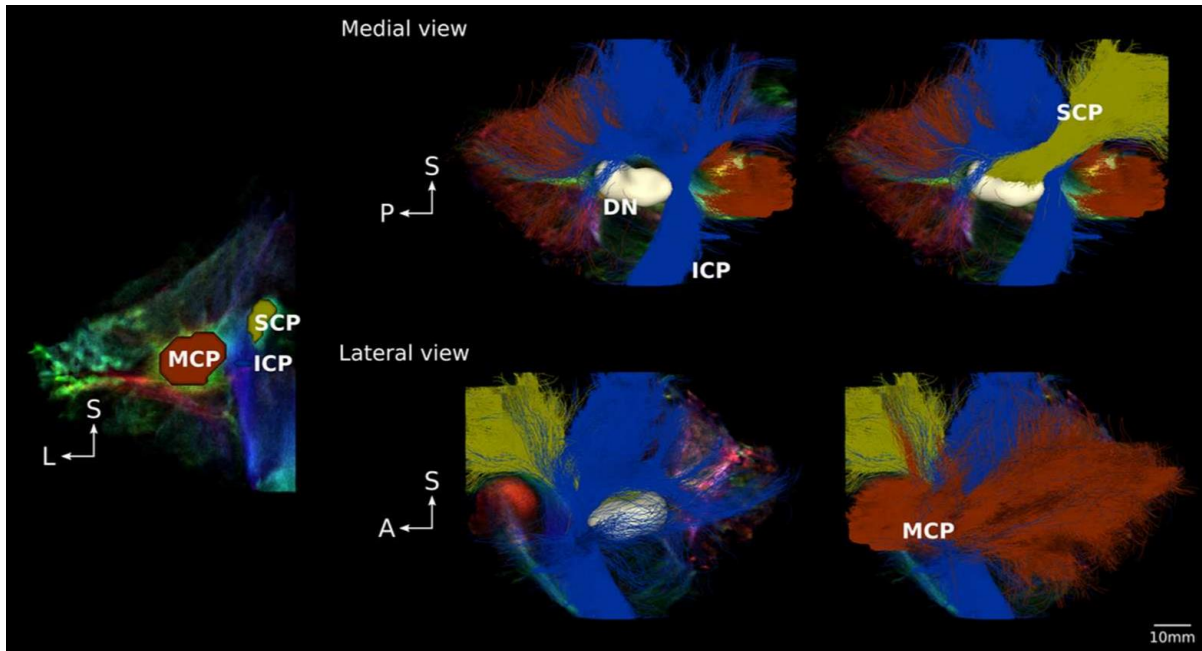 Medial view
SCP
S
P
DN
ICP
SCP
MCP
ICP
S
L
Lateral view
S
A
MCP
10mm